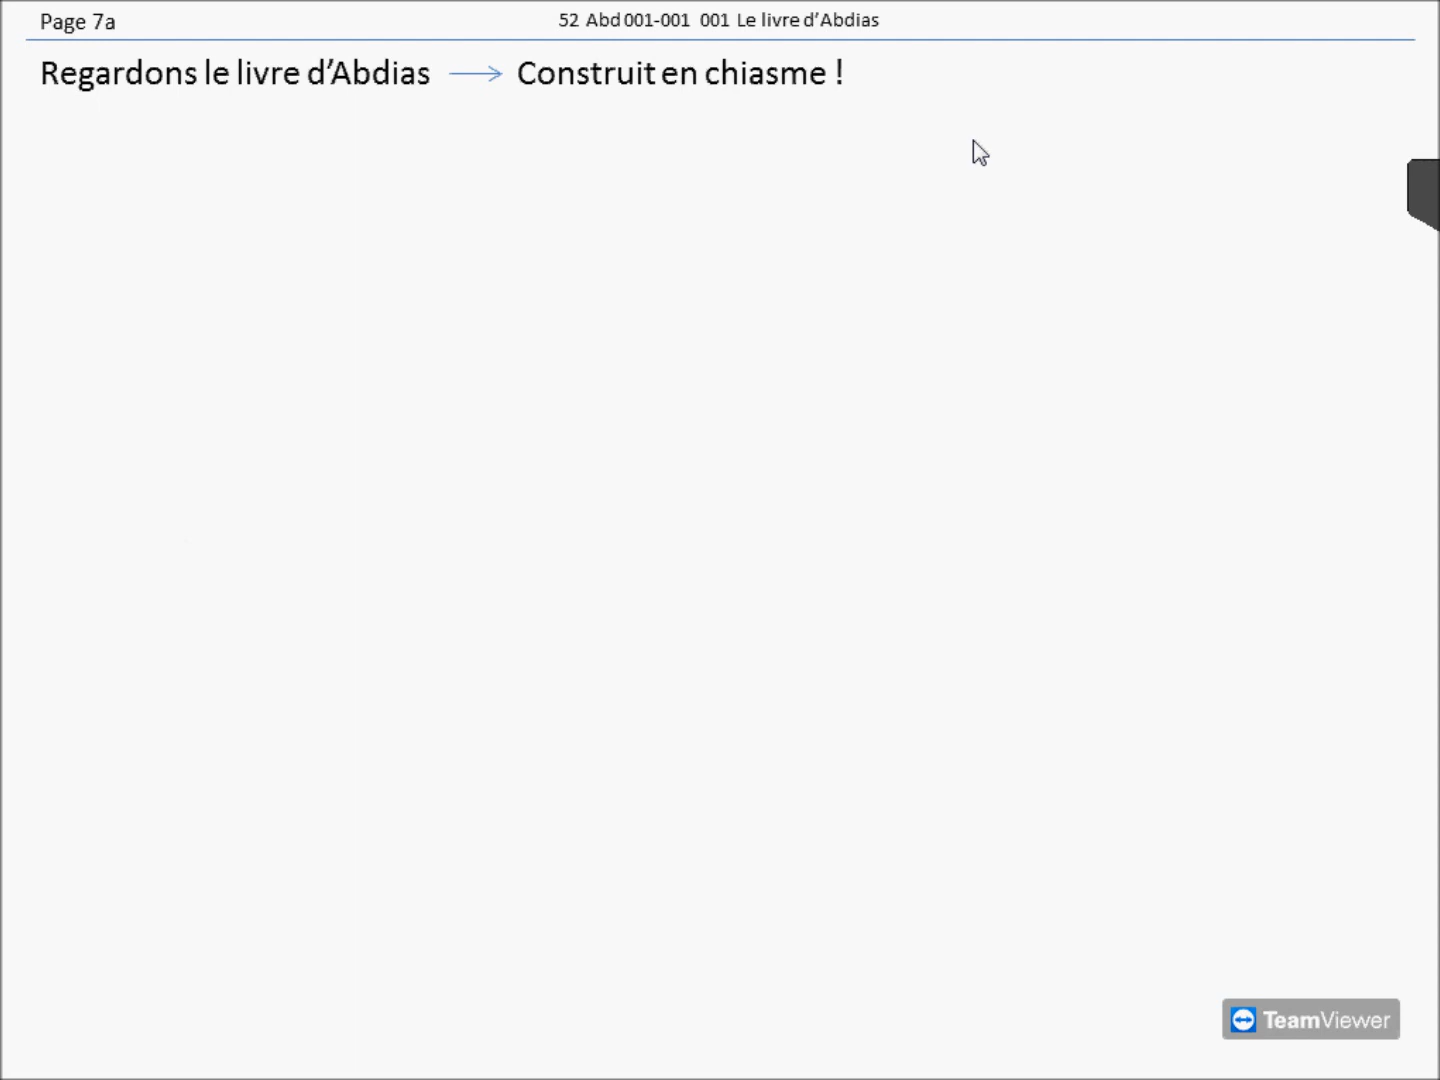 Page 7a
52 Abd 001-001 001 Le livre d’Abdias
Regardons le livre d’Abdias → Construit en chiasme !
TeamViewer